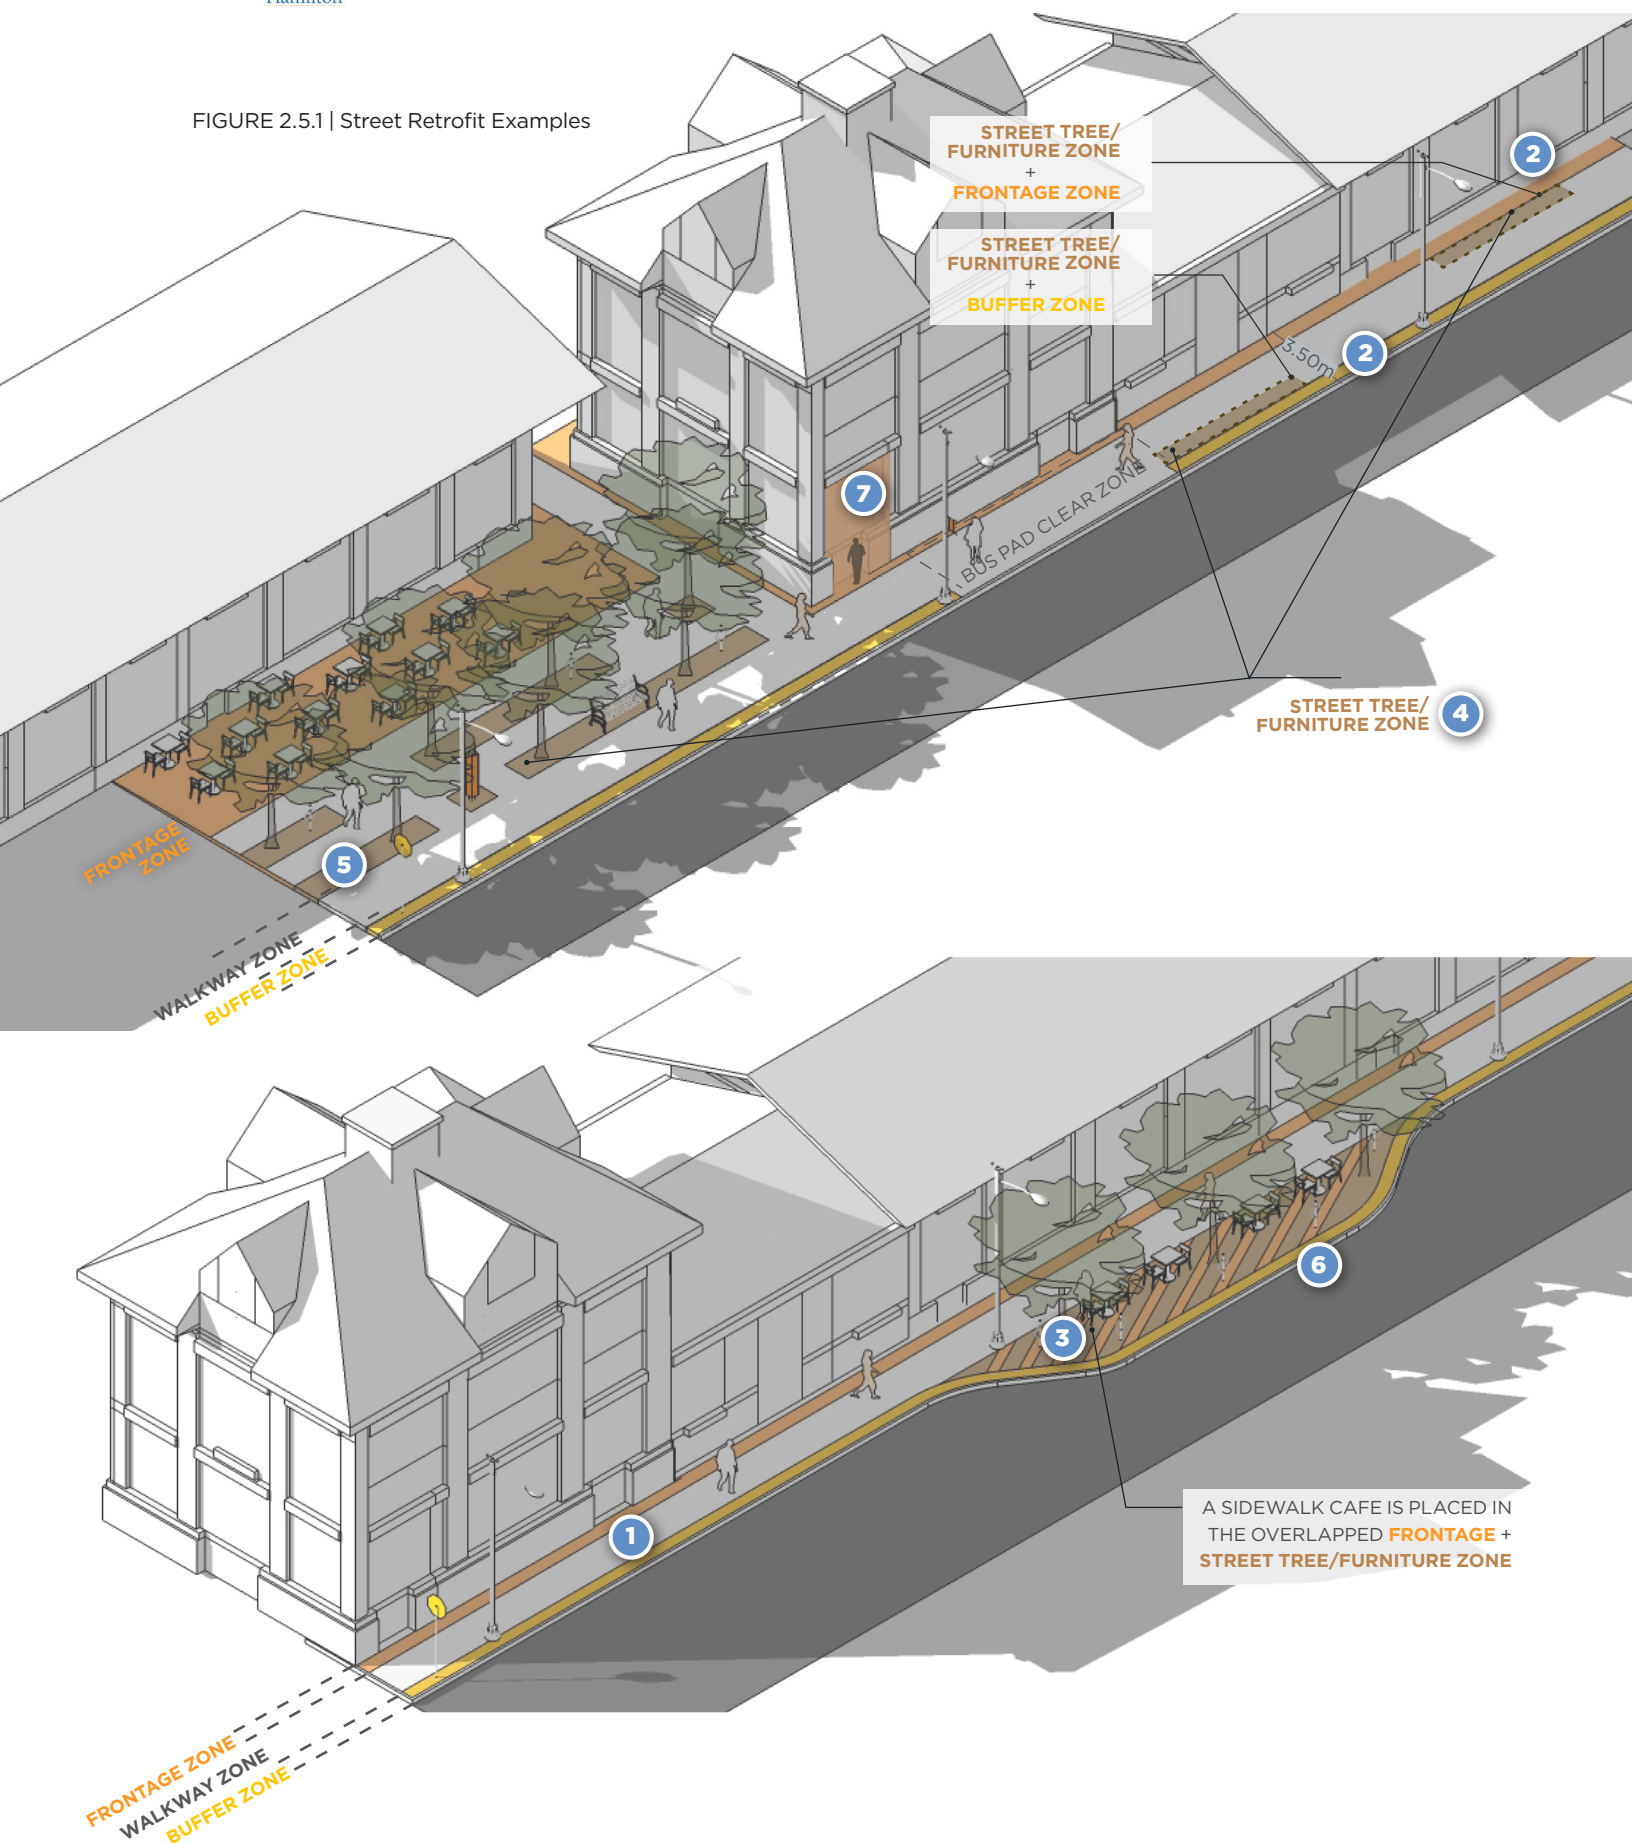 Hamilton
FIGURE 2.5.1 | Street Retrofit Examples
STREET TREE/
FURNITURE ZONE
+
FRONTAGE ZONE
2
STREET TREE/
FURNITURE ZONE
+
BUFFER ZONE
3.50m
2
7
BUS PAD CLEAR ZONE
STREET TREE/
FURNITURE ZONE
4
FRONTAGE
ZONE
5
WALKWAY ZONE
BUFFER ZONE
6
3
A SIDEWALK CAFE IS PLACED IN
THE OVERLAPPED FRONTAGE +
STREET TREE/FURNITURE ZONE
1
FRONTAGE ZONE
WALKWAY ZONE
BUFFER ZONE